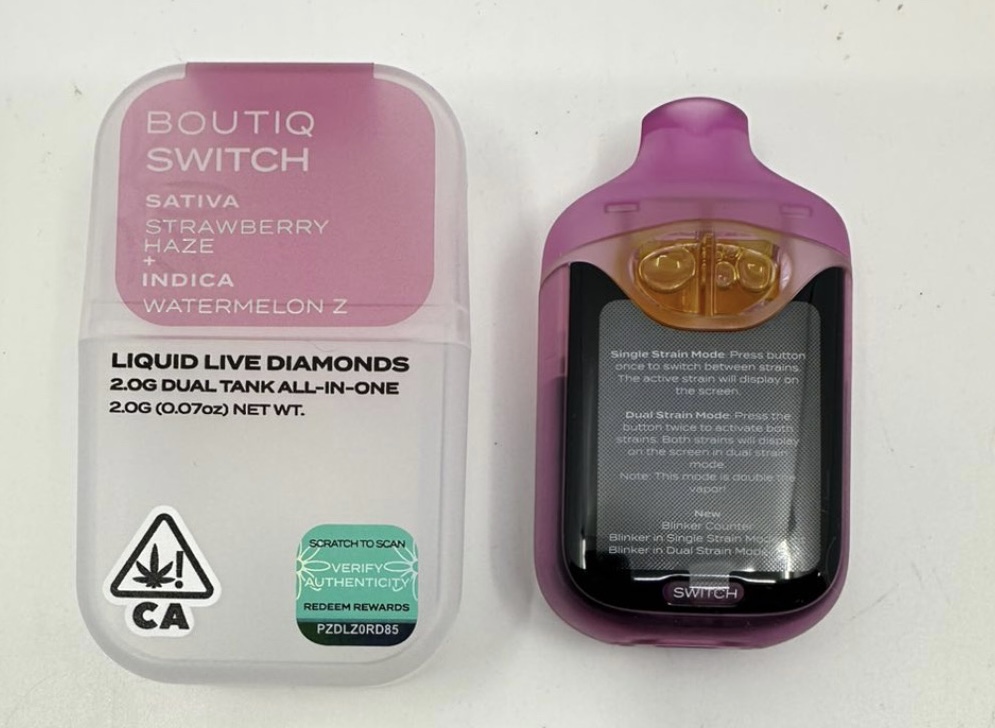 BOUTIQ
SWITCH
SATIVA
STRAWBERRY
HAZE
+
INDICA
WATERMELON Z
LIQUID LIVE DIAMONDS
2.0G DUAL TANK ALL-IN-ONE
2.0G (0.07oz) NET WT.
!
CA
SCRATCH TO SCAN
VERIFY
AUTHENTICITY
REDEEM REWARDS
PZDLZ0RD85
Single Strain Mode: Press button
once to switch between strains.
The active strain will display on
the screen.
Dual Strain Mode: Press the
button twice to activate both
strains. Both strains will display
on the screen in dual strain
mode.
Note: This mode is double the
vapor!
New
Blinker Counter
Blinker in Single Strain
Blinker in Dual Strain Mode
SWITCH